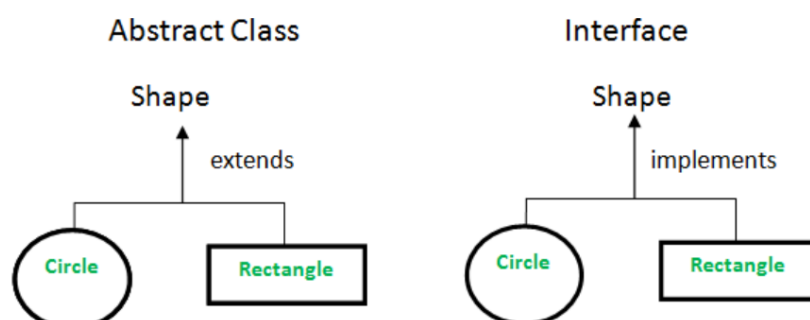 Abstract Class
Shape
extends
Circle
Rectangle
Interface
Shape
implements
Circle
Rectangle